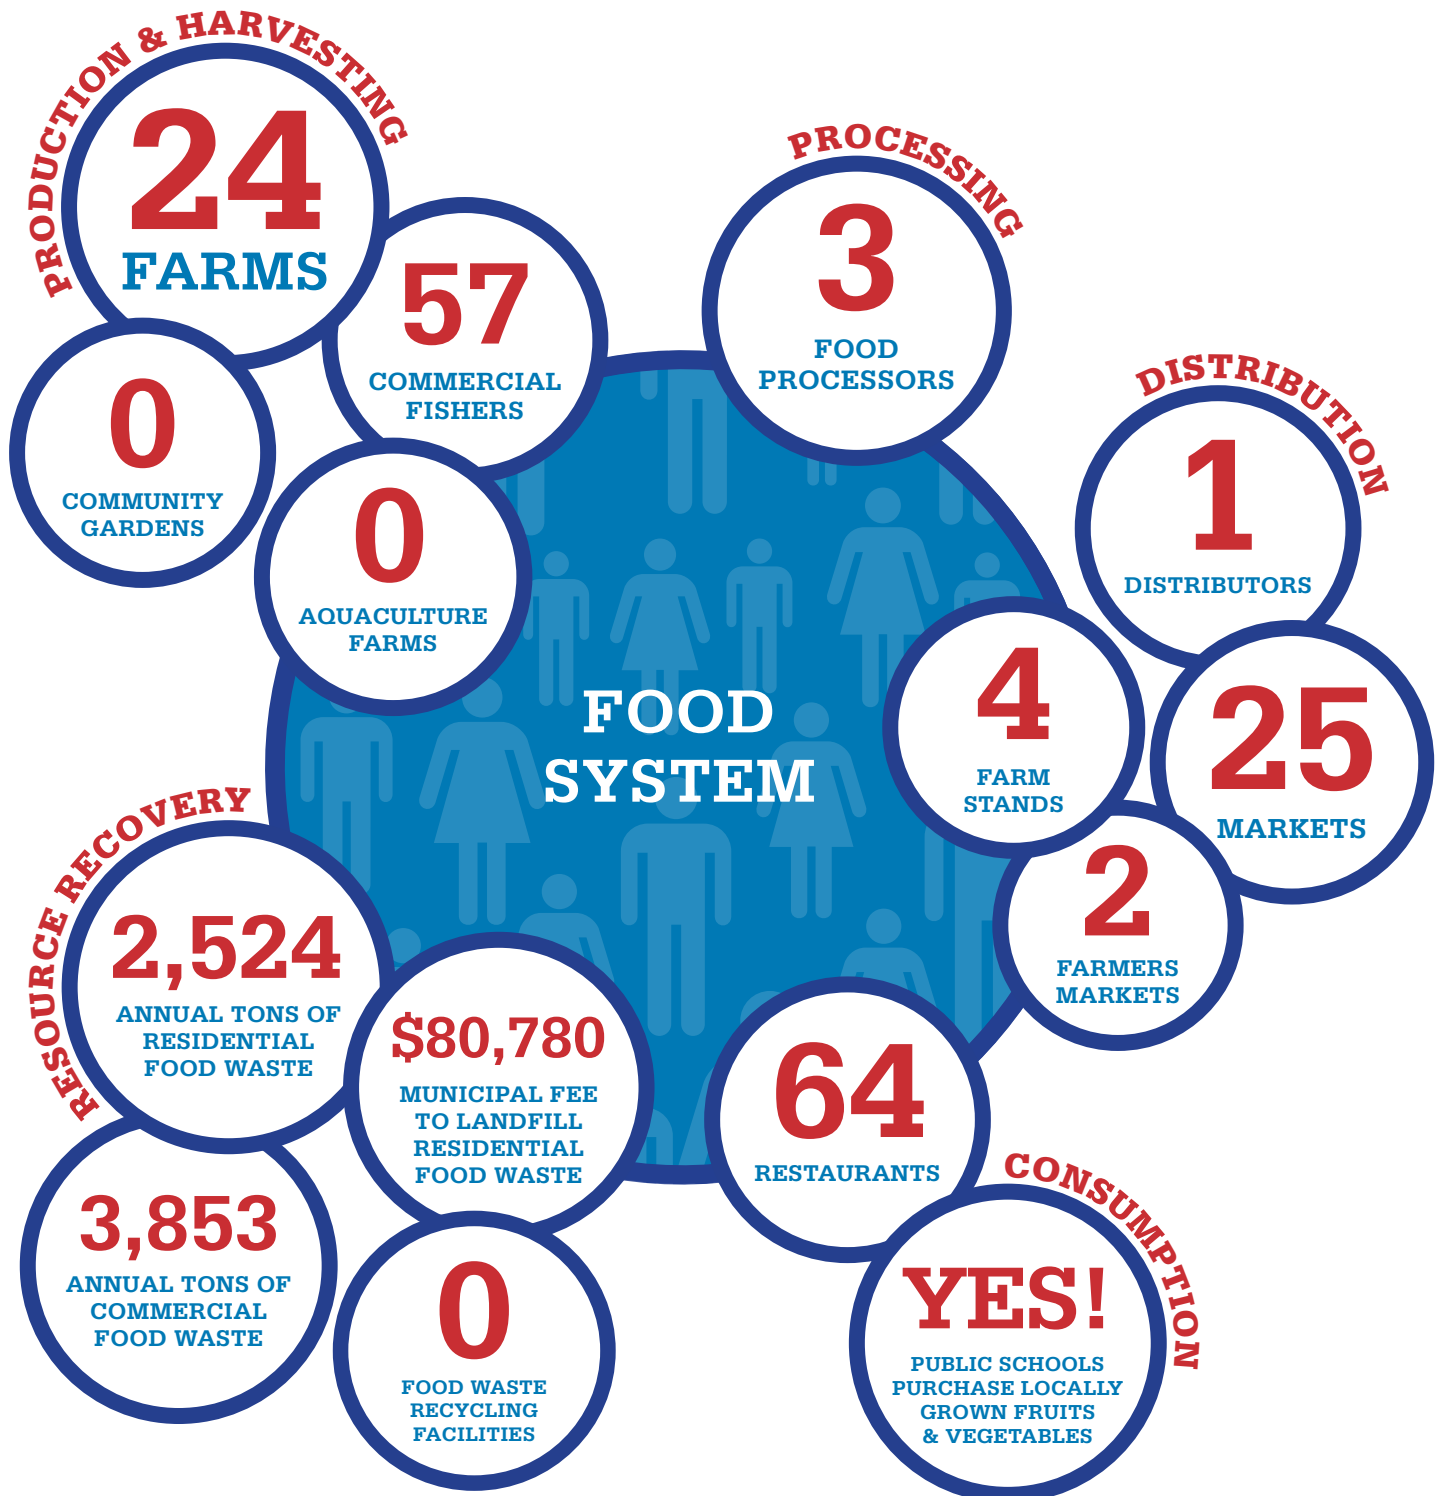 PRODUCTION & HARVESTING
24
FARMS
57
COMMERCIAL
FISHERS
0
COMMUNITY
GARDENS
0
AQUACULTURE
FARMS
PROCESSING
3
FOOD
PROCESSORS
DISTRIBUTION
1
DISTRIBUTORS
4
FARM
STANDS
25
MARKETS
2
FARMERS
MARKETS
FOOD
SYSTEM
RESOURCE RECOVERY
2,524
ANNUAL TONS OF
RESIDENTIAL
FOOD WASTE
$80,780
MUNICIPAL FEE
TO LANDFILL
RESIDENTIAL
FOOD WASTE
3,853
ANNUAL TONS OF
COMMERCIAL
FOOD WASTE
0
FOOD WASTE
RECYCLING
FACILITIES
64
RESTAURANTS
CONSUMPTION
YES!
PUBLIC SCHOOLS
PURCHASE LOCALLY
GROWN FRUITS
& VEGETABLES